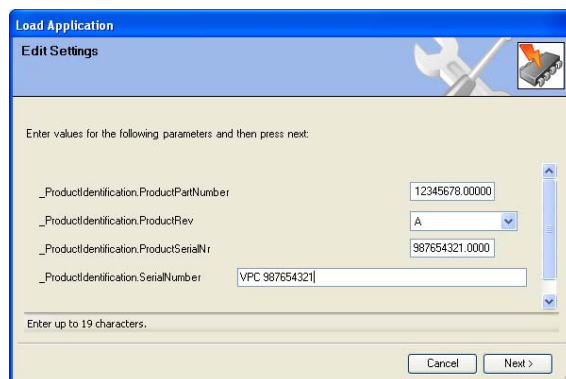 Load Application
Edit Settings
Enter values for the following parameters and then press next:
_ProductIdentification.ProductPartNumber 12345678.00000
_ProductIdentification.ProductRev A
_ProductIdentification.ProductSerialNr 987654321.0000
_ProductIdentification.SerialNumber VPC 987654321
Enter up to 19 characters.
Cancel Next >